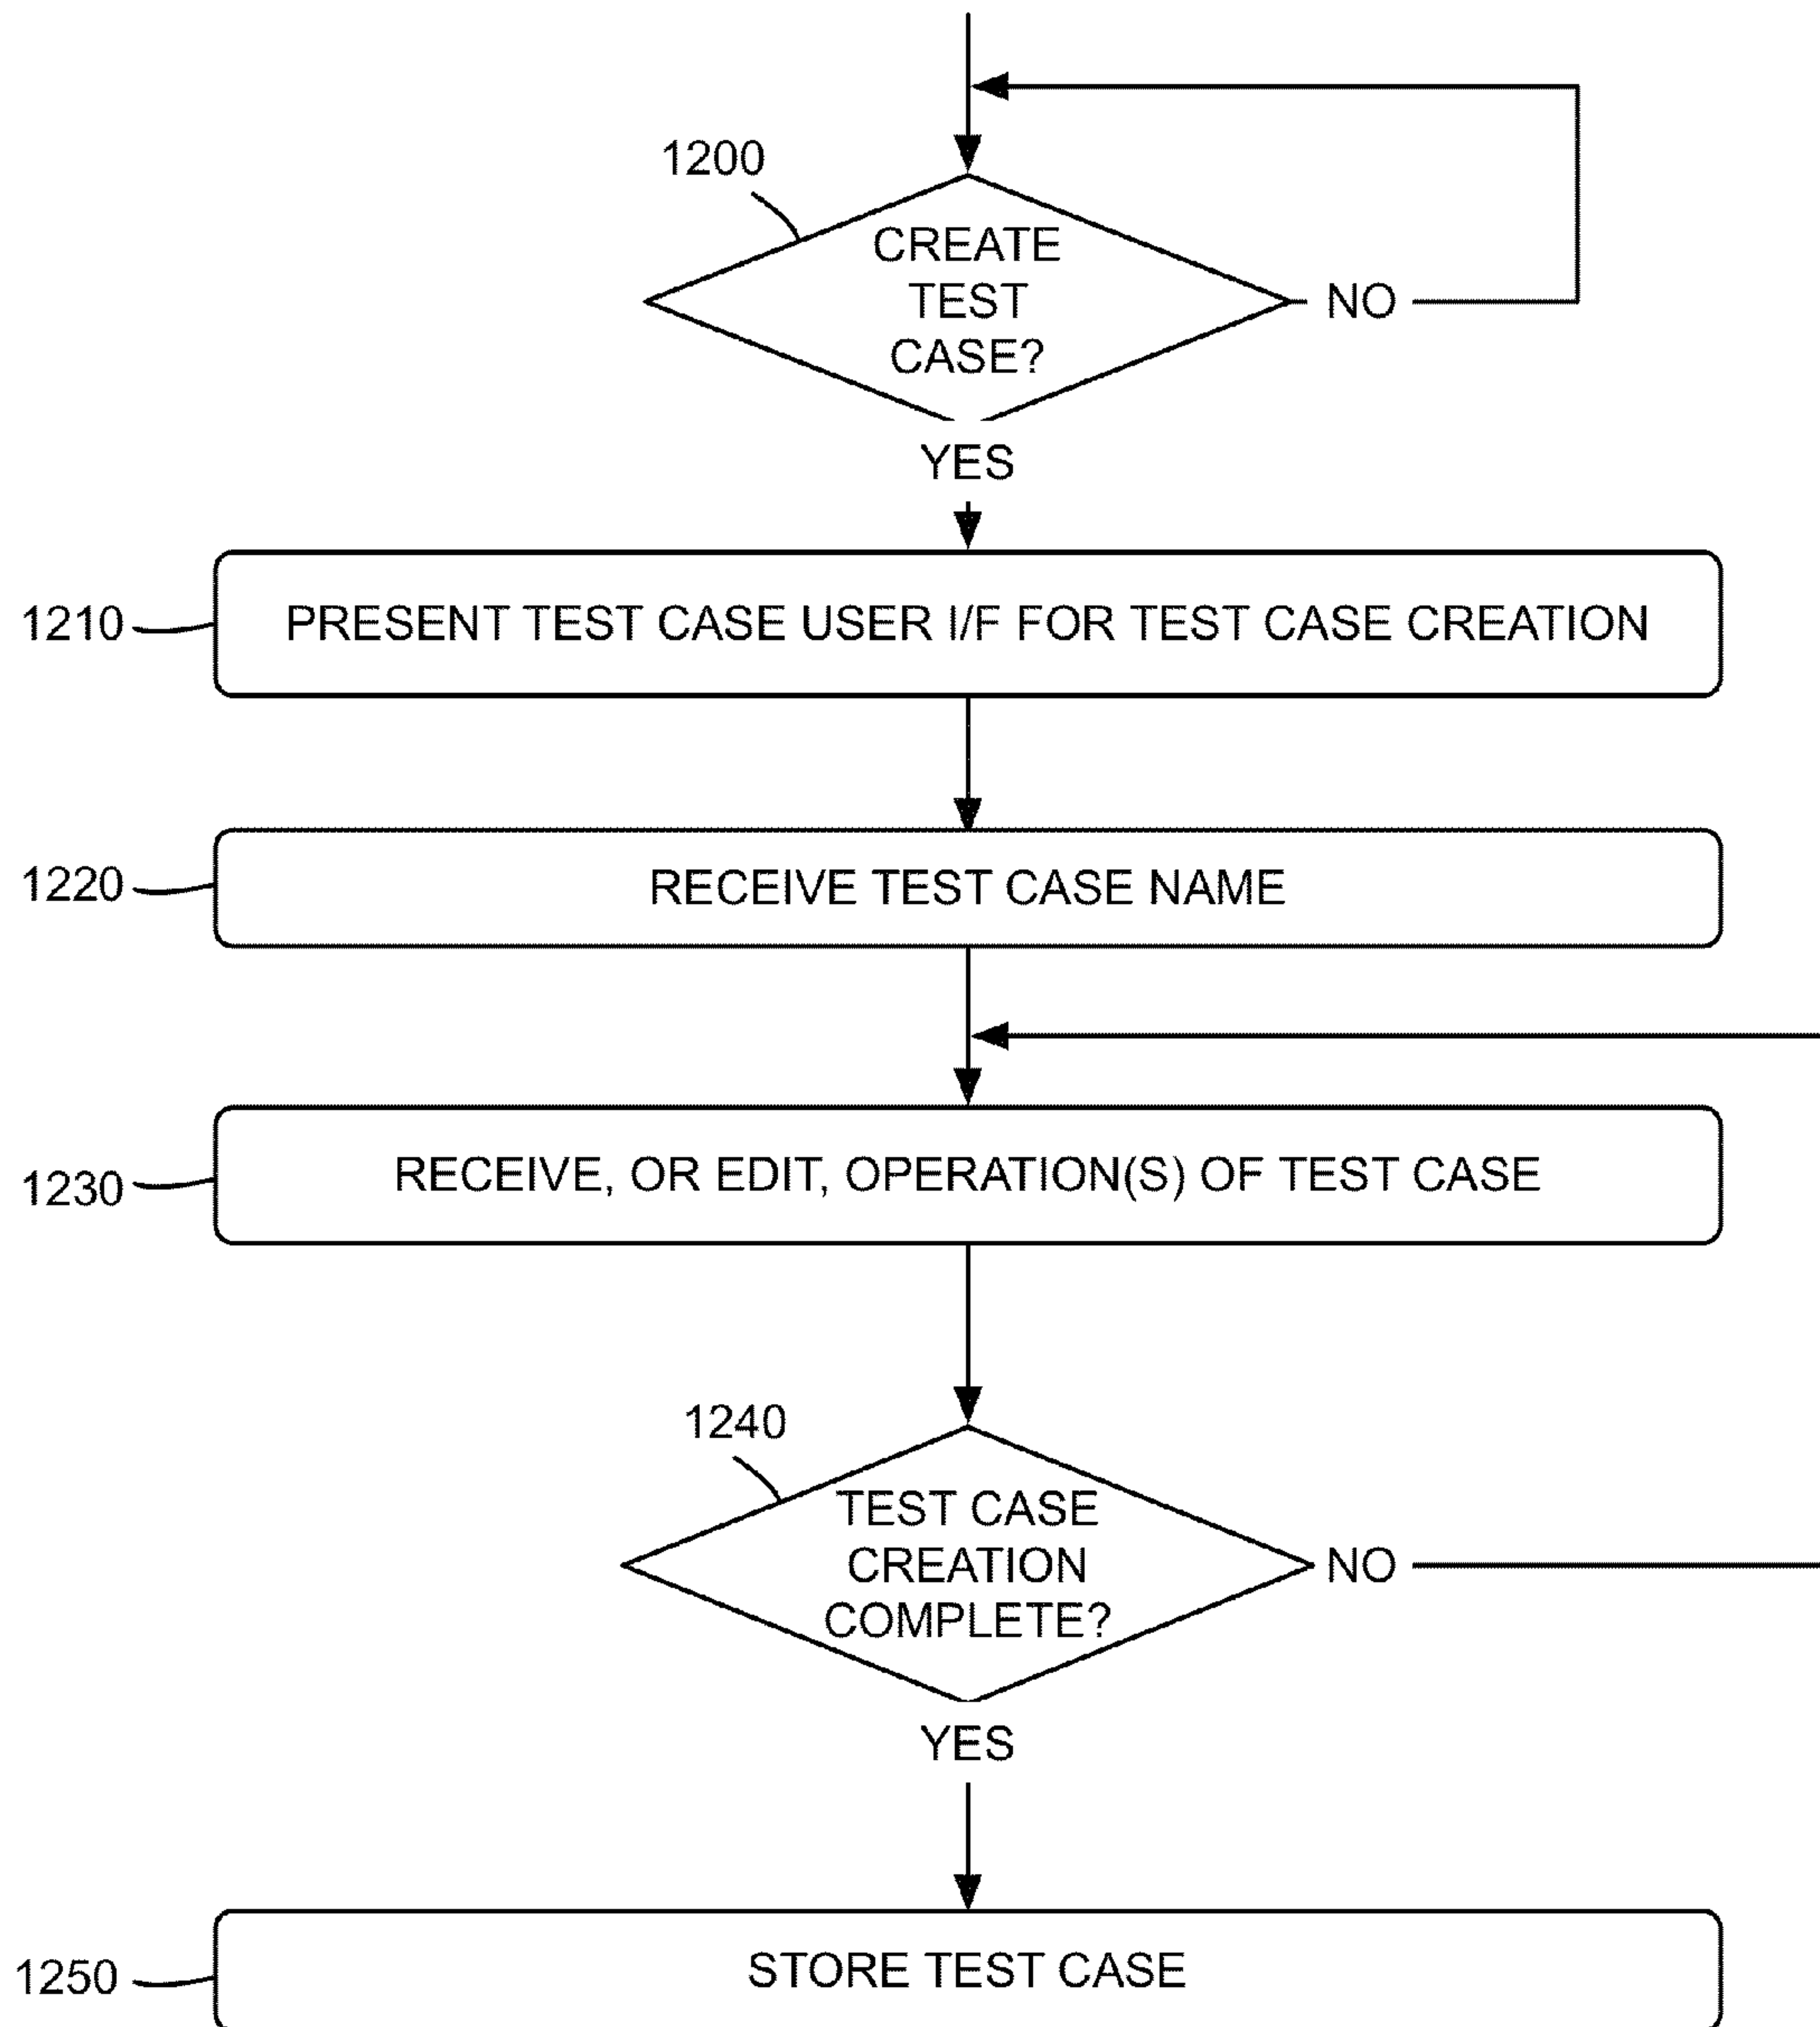 1200
CREATE
TEST
CASE?
NO
YES
1210
PRESENT TEST CASE USER I/F FOR TEST CASE CREATION
1220
RECEIVE TEST CASE NAME
1230
RECEIVE, OR EDIT, OPERATION(S) OF TEST CASE
1240
TEST CASE
CREATION
COMPLETE?
NO
YES
1250
STORE TEST CASE